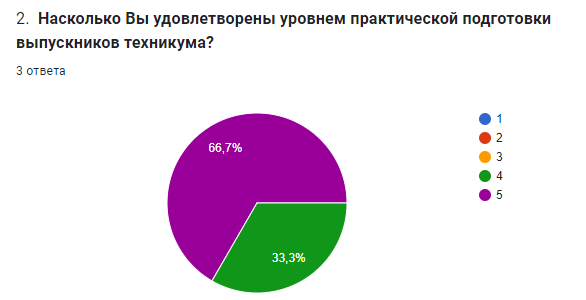 2. Насколько Вы удовлетворены уровнем практической подготовки
выпускников техникума?
3 ответа
66,7%
33,3%
1
2
3
4
5